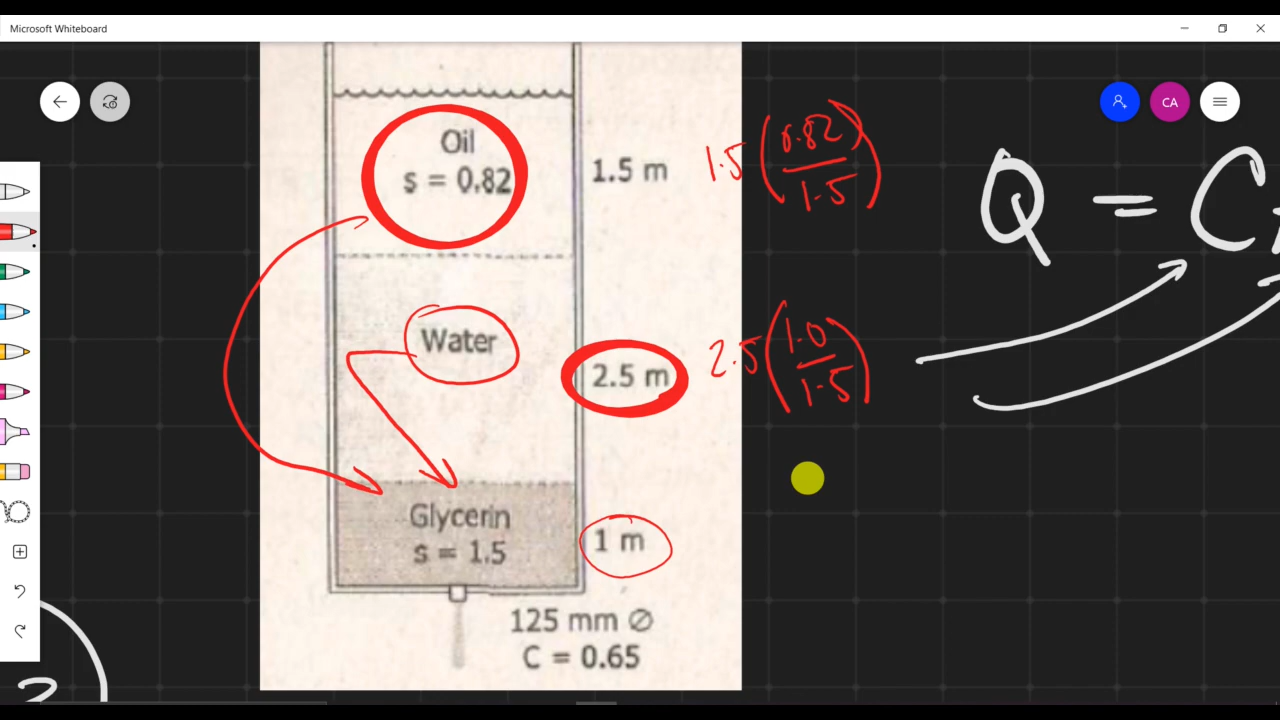 Microsoft Whiteboard
CA
Oil
s = 0.82
1.5 m
1.5 (0.82/1.5)
Q = C
Water
2.5 m
2.5 (1.0/1.5)
Glycerin
s = 1.5
1 m
125 mm ∅
C = 0.65